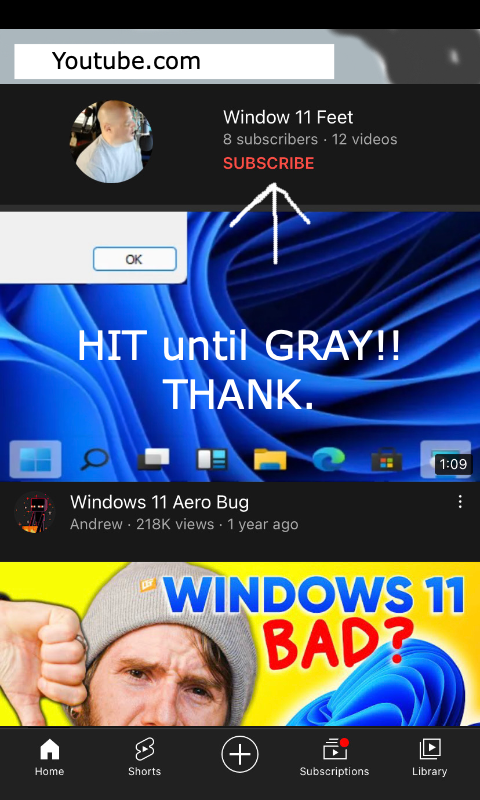 Youtube.com
Window 11 Feet
8 subscribers · 12 videos
SUBSCRIBE
OK
HIT until GRAY!!
THANK.
1:09
Windows 11 Aero Bug
Andrew · 218K views · 1 year ago
WINDOWS 11
BAD?
Home Shorts Subscriptions Library